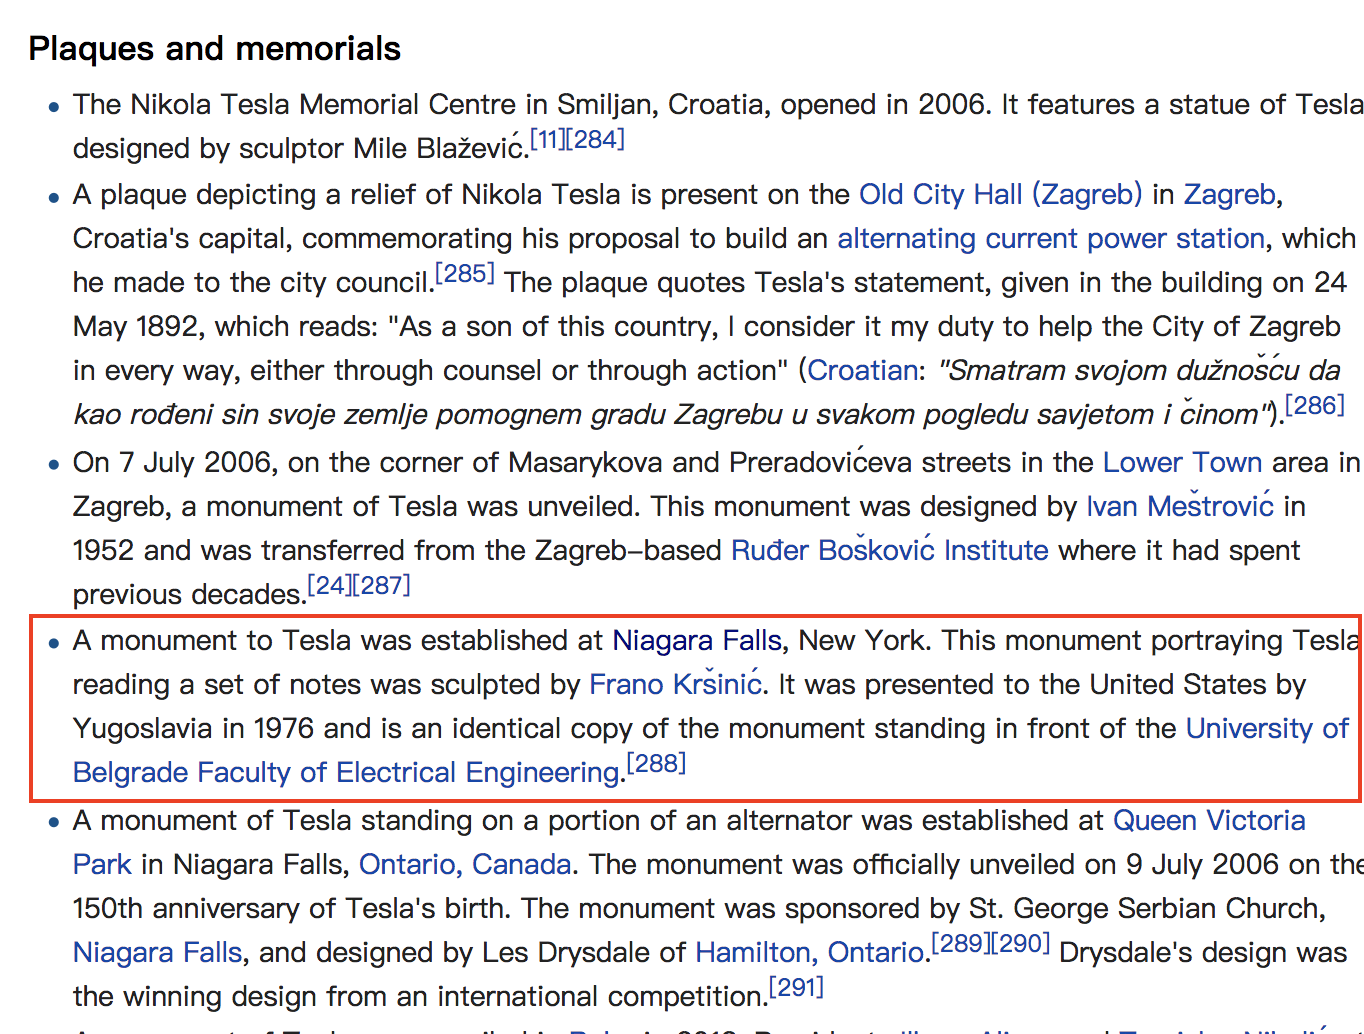 Plaques and memorials
• The Nikola Tesla Memorial Centre in Smiljan, Croatia, opened in 2006. It features a statue of Tesla
designed by sculptor Mile Blažević.[11][284]
• A plaque depicting a relief of Nikola Tesla is present on the Old City Hall (Zagreb) in Zagreb,
Croatia's capital, commemorating his proposal to build an alternating current power station, which
he made to the city council.[285] The plaque quotes Tesla's statement, given in the building on 24
May 1892, which reads: "As a son of this country, I consider it my duty to help the City of Zagreb
in every way, either through counsel or through action" (Croatian: "Smatram svojom dužnošću da
kao rođeni sin svoje zemlje pomognem gradu Zagrebu u svakom pogledu savjetom i činom").[286]
• On 7 July 2006, on the corner of Masarykova and Preradovićeva streets in the Lower Town area in
Zagreb, a monument of Tesla was unveiled. This monument was designed by Ivan Meštrović in
1952 and was transferred from the Zagreb–based Ruđer Bošković Institute where it had spent
previous decades.[24][287]
• A monument to Tesla was established at Niagara Falls, New York. This monument portraying Tesla
reading a set of notes was sculpted by Frano Kršinić. It was presented to the United States by
Yugoslavia in 1976 and is an identical copy of the monument standing in front of the University of
Belgrade Faculty of Electrical Engineering.[288]
• A monument of Tesla standing on a portion of an alternator was established at Queen Victoria
Park in Niagara Falls, Ontario, Canada. The monument was officially unveiled on 9 July 2006 on the
150th anniversary of Tesla's birth. The monument was sponsored by St. George Serbian Church,
Niagara Falls, and designed by Les Drysdale of Hamilton, Ontario.[289][290] Drysdale's design was
the winning design from an international competition.[291]